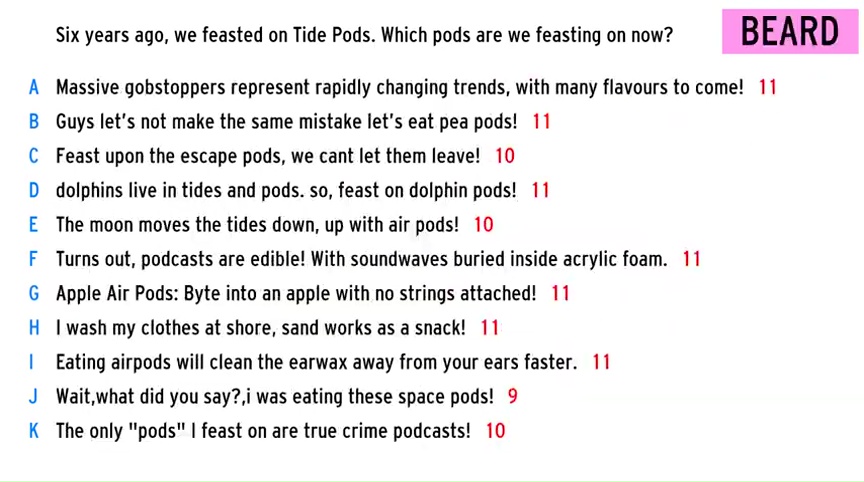 Six years ago, we feasted on Tide Pods. Which pods are we feasting on now?
BEARD
A Massive gobstoppers represent rapidly changing trends, with many flavours to come! 11
B Guys let's not make the same mistake let's eat pea pods! 11
C Feast upon the escape pods, we cant let them leave! 10
D dolphins live in tides and pods. so, feast on dolphin pods! 11
E The moon moves the tides down, up with air pods! 10
F Turns out, podcasts are edible! With soundwaves buried inside acrylic foam. 11
G Apple Air Pods: Byte into an apple with no strings attached! 11
H I wash my clothes at shore, sand works as a snack! 11
I Eating airpods will clean the earwax away from your ears faster. 11
J Wait,what did you say?,i was eating these space pods! 9
K The only "pods" I feast on are true crime podcasts! 10